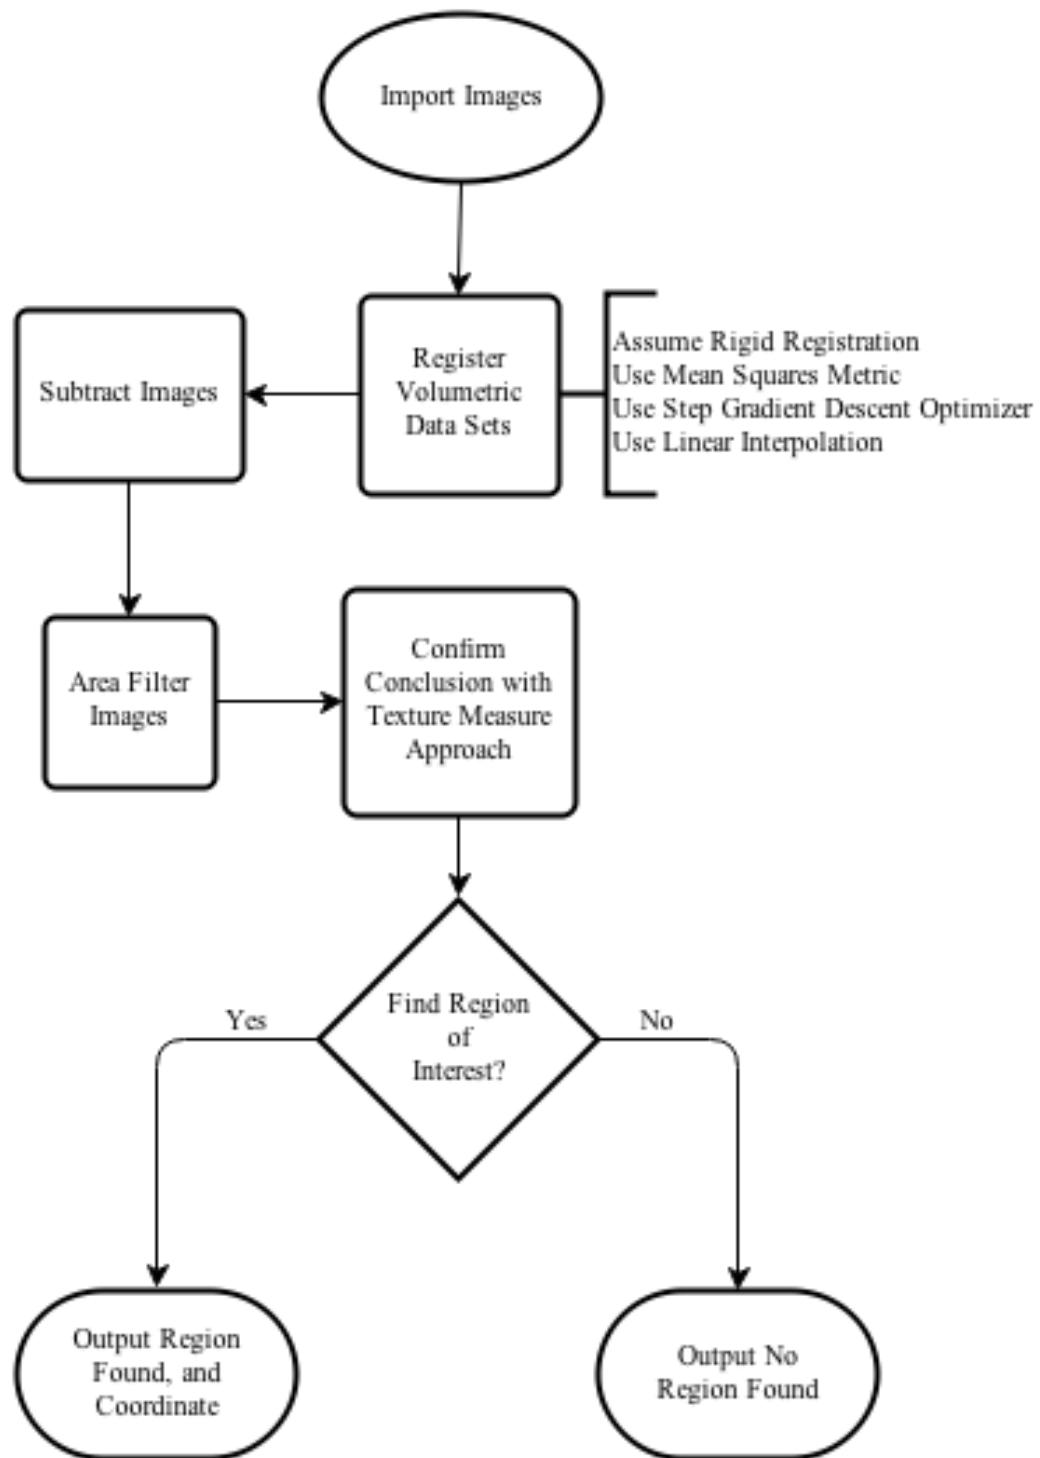 Import Images
Register
Volumetric
Data Sets
Assume Rigid Registration
Use Mean Squares Metric
Use Step Gradient Descent Optimizer
Use Linear Interpolation
Subtract Images
Area Filter
Images
Confirm
Conclusion with
Texture Measure
Approach
Find Region
of
Interest?
Yes
No
Output Region
Found, and
Coordinate
Output No
Region Found